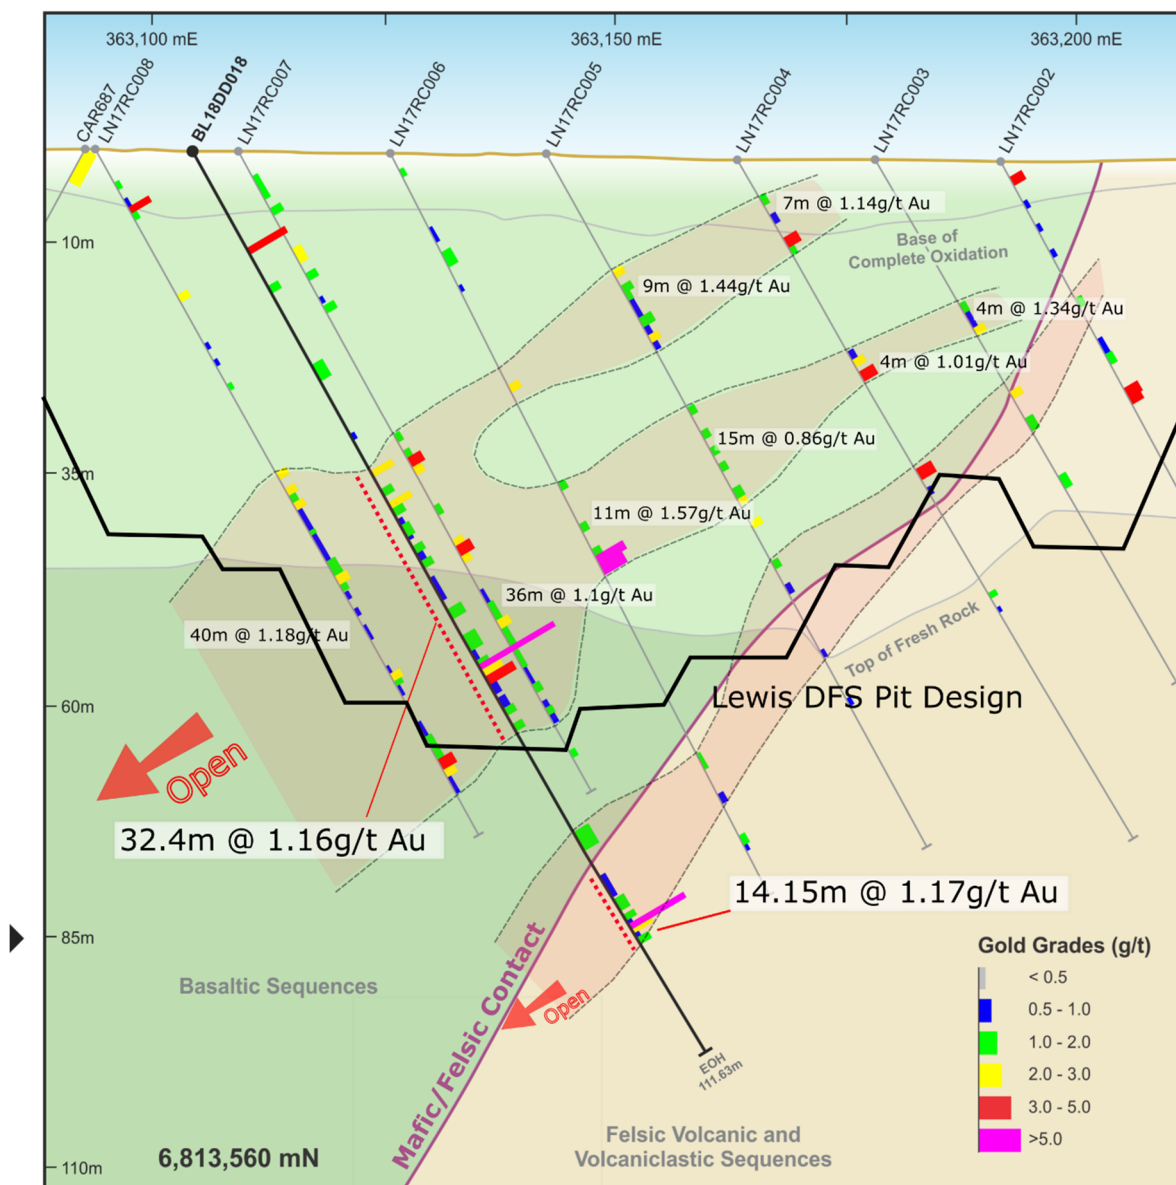 363,100 mE
363,150 mE
363,200 mE
CAR687
LN17RC008
BL18DD018
LN17RC007
LN17RC006
LN17RC005
LN17RC004
LN17RC003
LN17RC002
7m @ 1.14g/t Au
10m
Base of
Complete Oxidation
9m @ 1.44g/t Au
4m @ 1.34g/t Au
4m @ 1.01g/t Au
15m @ 0.86g/t Au
35m
11m @ 1.57g/t Au
36m @ 1.1g/t Au
40m @ 1.18g/t Au
Top of Fresh Rock
60m
Lewis DFS Pit Design
Open
32.4m @ 1.16g/t Au
14.15m @ 1.17g/t Au
85m
Gold Grades (g/t)
< 0.5
0.5 - 1.0
1.0 - 2.0
2.0 - 3.0
3.0 - 5.0
>5.0
Basaltic Sequences
Mafic/Felsic Contact
Open
EOH
111.63m
Felsic Volcanic and
Volcaniclastic Sequences
6,813,560 mN
110m